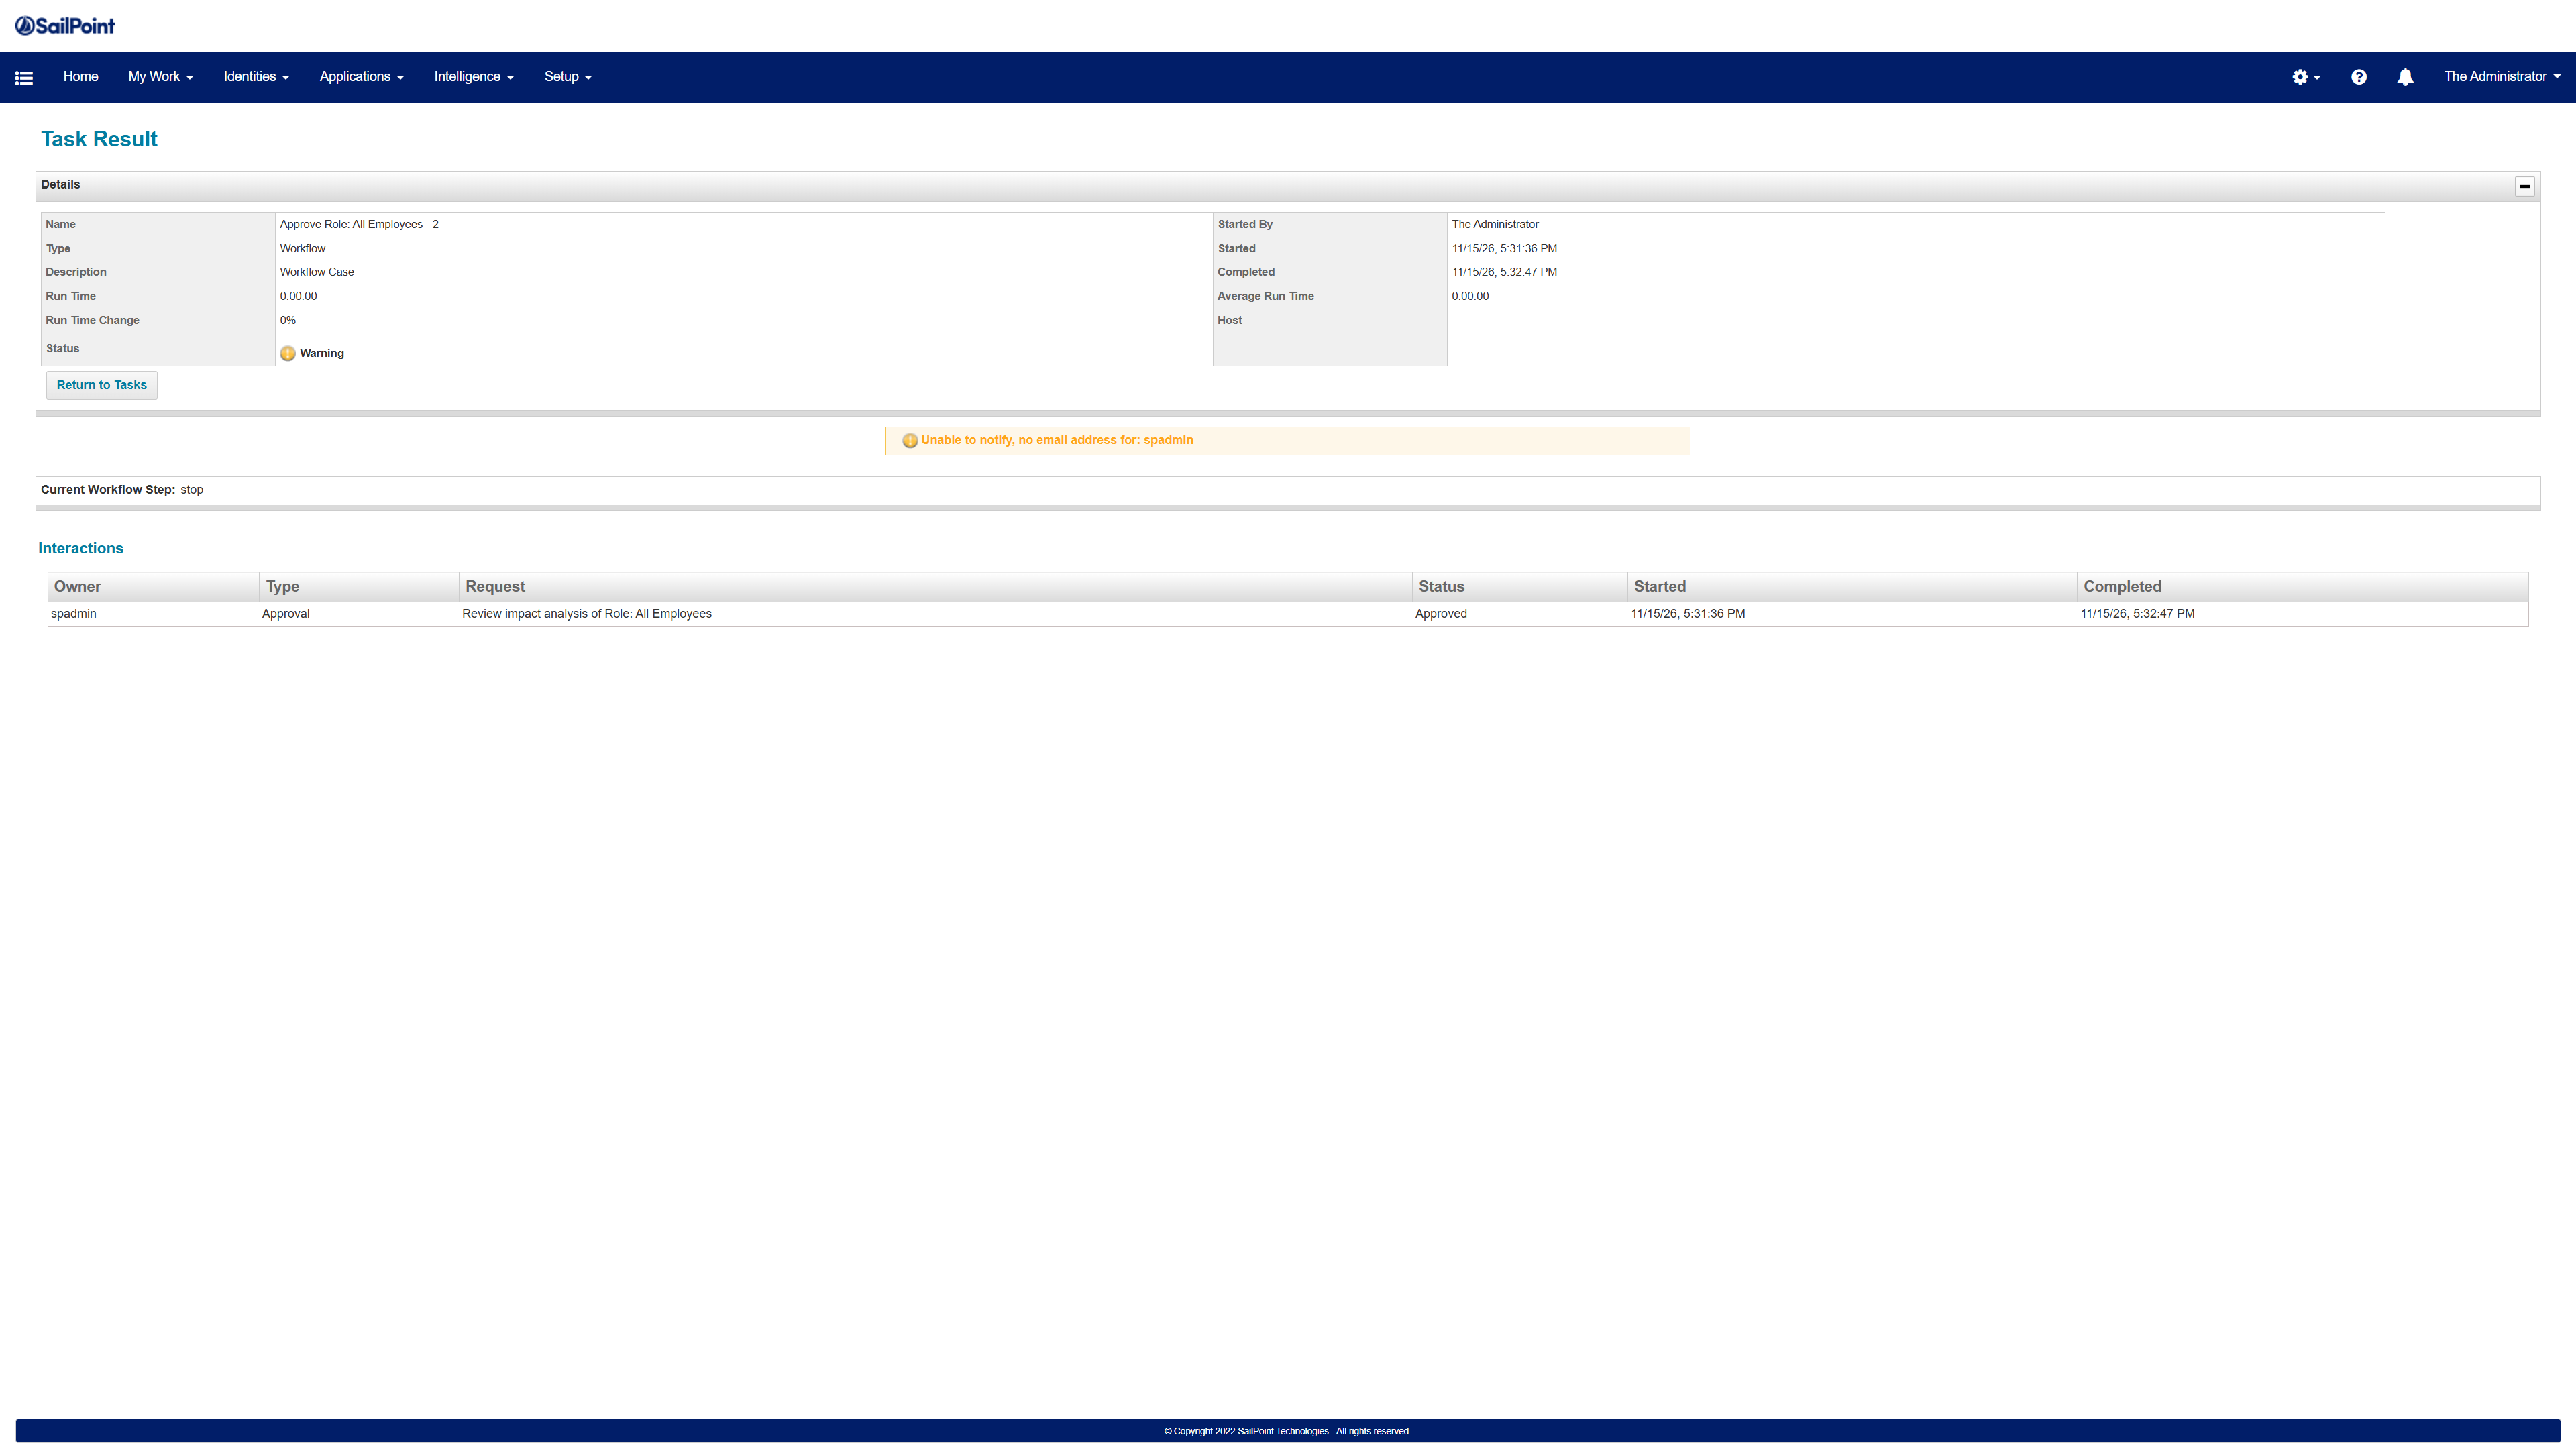 SailPoint
Home My Work Identities Applications Intelligence Setup The Administrator
Task Result
Details
Name Approve Role: All Employees - 2 Started By The Administrator
Type Workflow Started 11/15/26, 5:31:36 PM
Description Workflow Case Completed 11/15/26, 5:32:47 PM
Run Time 0:00:00 Average Run Time 0:00:00
Run Time Change 0% Host
Status Warning
Return to Tasks
Unable to notify, no email address for: spadmin
Current Workflow Step: stop
Interactions
Owner Type Request Status Started Completed
spadmin Approval Review impact analysis of Role: All Employees Approved 11/15/26, 5:31:36 PM 11/15/26, 5:32:47 PM
© Copyright 2022 SailPoint Technologies - All rights reserved.